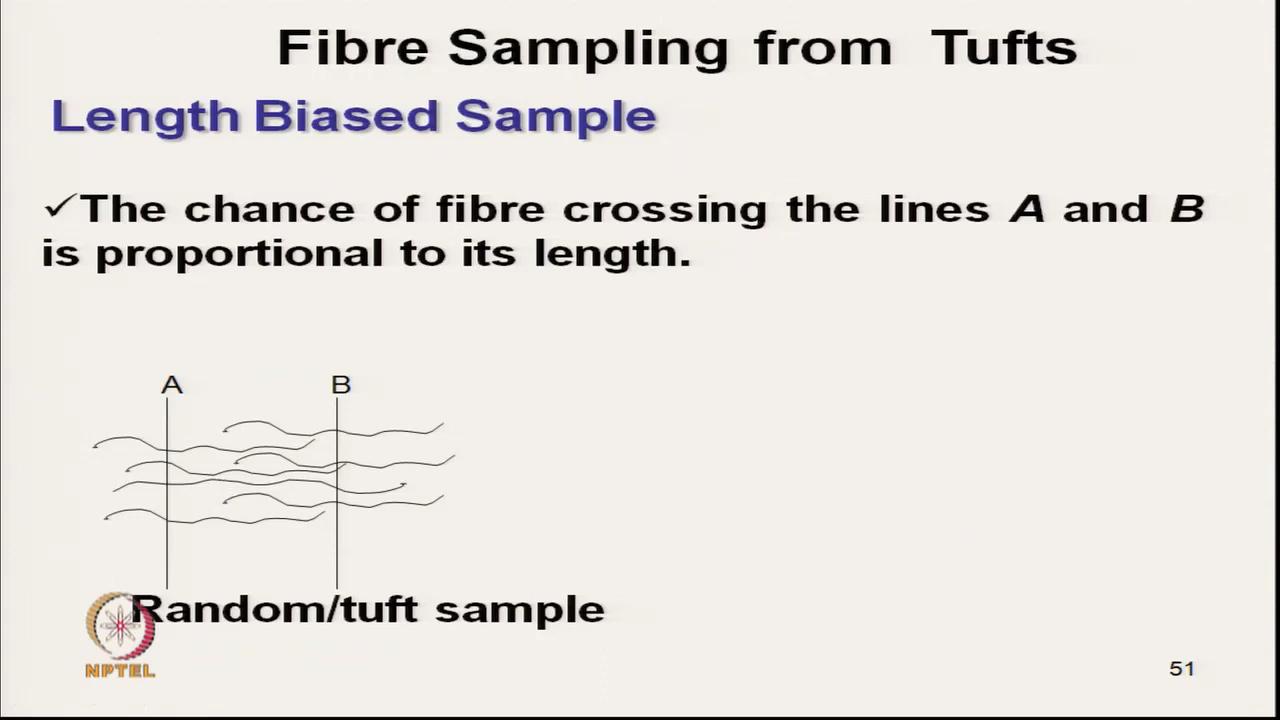 Fibre Sampling from Tufts
Length Biased Sample
✓The chance of fibre crossing the lines A and B
is proportional to its length.
A B
Random/tuft sample
NPTEL
51